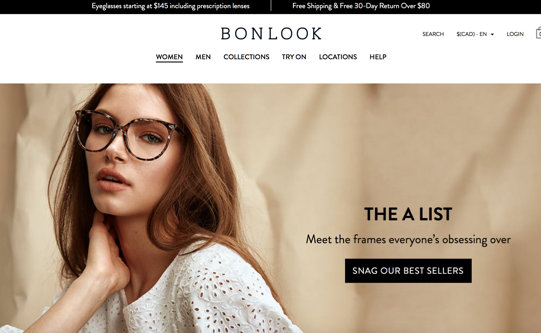 Eyeglasses starting at $145 including prescription lenses
Free Shipping & Free 30-Day Return Over $80
BONLOOK
SEARCH $(CAD) - EN LOGIN
WOMEN MEN COLLECTIONS TRY ON LOCATIONS HELP
THE A LIST
Meet the frames everyone's obsessing over
SNAG OUR BEST SELLERS